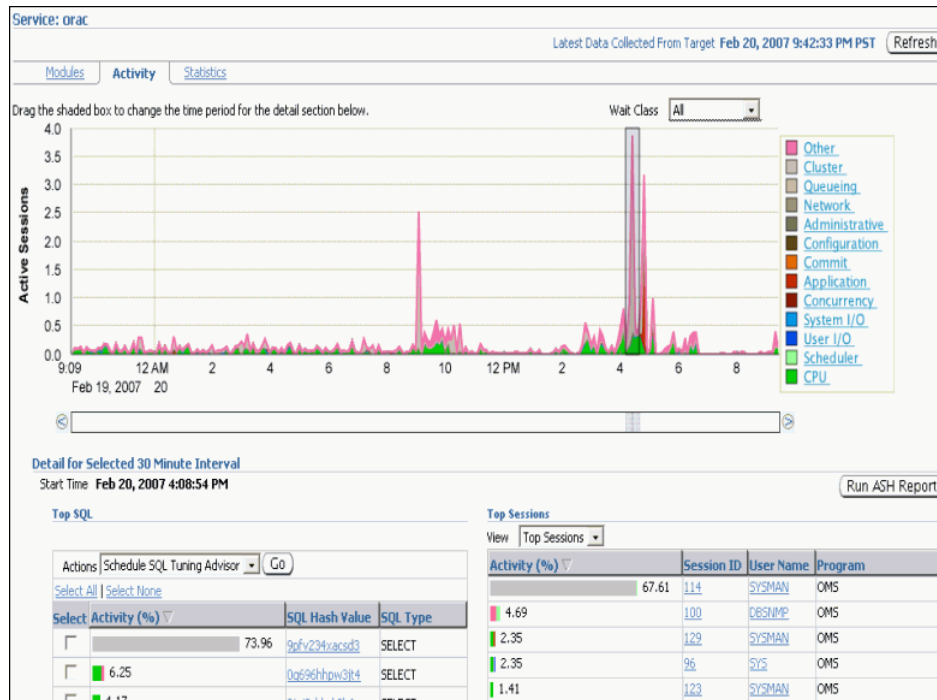 Service: orac
Latest Data Collected From Target Feb 20, 2007 9:42:33 PM PST Refresh
Modules Activity Statistics
Drag the shaded box to change the time period for the detail section below.
Wait Class All
4.0
3.5
3.0
2.5
2.0
1.5
1.0
0.5
0.0
Active Sessions
9:09 12 AM 2 4 6 8 10 12 PM 2 4 6 8
Feb 19, 2007 20
Other
Cluster
Queueing
Network
Administrative
Configuration
Commit
Application
Concurrency
System I/O
User I/O
Scheduler
CPU
Detail for Selected 30 Minute Interval
Start Time Feb 20, 2007 4:08:54 PM
Run ASH Report
Top SQL
Actions Schedule SQL Tuning Advisor Go
Select All | Select None
Select Activity (%) SQL Hash Value SQL Type
73.96 9pfv234xacsd3 SELECT
6.25 0g696hhpw3jt4 SELECT
4.17
Top Sessions
View Top Sessions
Activity (%) Session ID User Name Program
67.61 114 SYSMAN OMS
4.69 100 DBSNMP OMS
2.35 129 SYSMAN OMS
2.35 96 SYS OMS
1.41 123 SYSMAN OMS